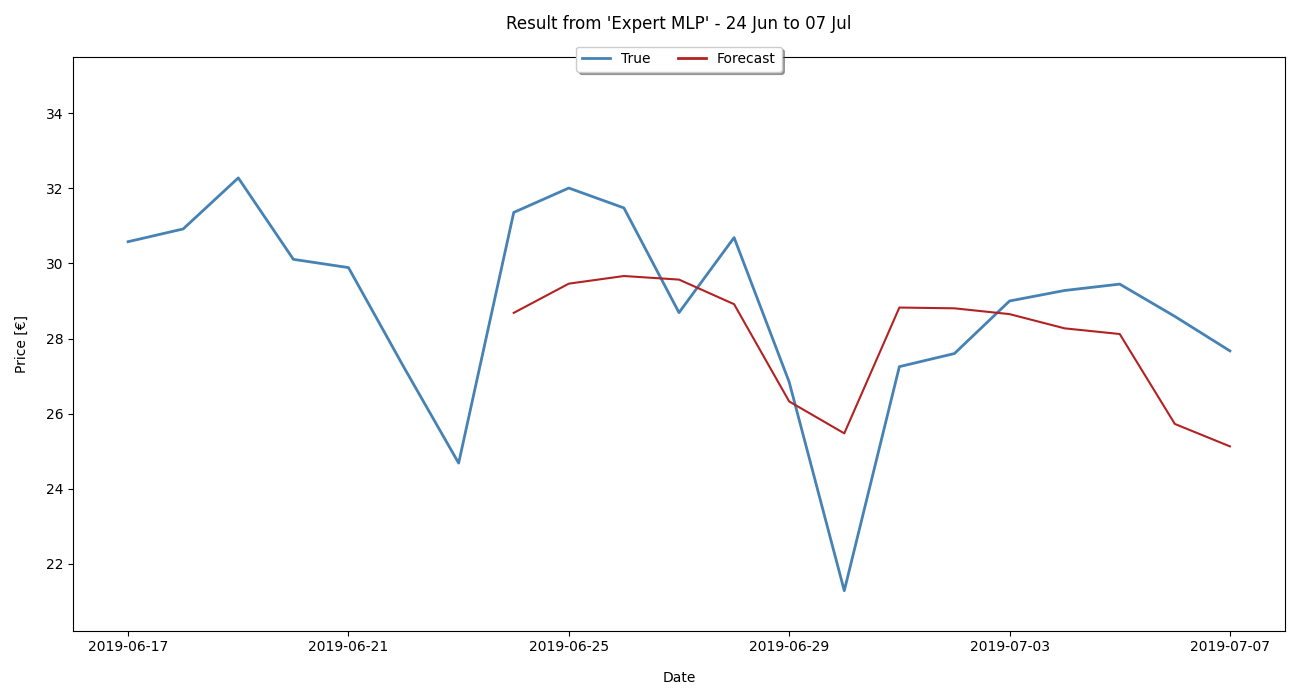 Result from 'Expert MLP' - 24 Jun to 07 Jul
True Forecast
34
32
30
28
26
24
22
Price [€]
2019-06-17 2019-06-21 2019-06-25 2019-06-29 2019-07-03 2019-07-07
Date